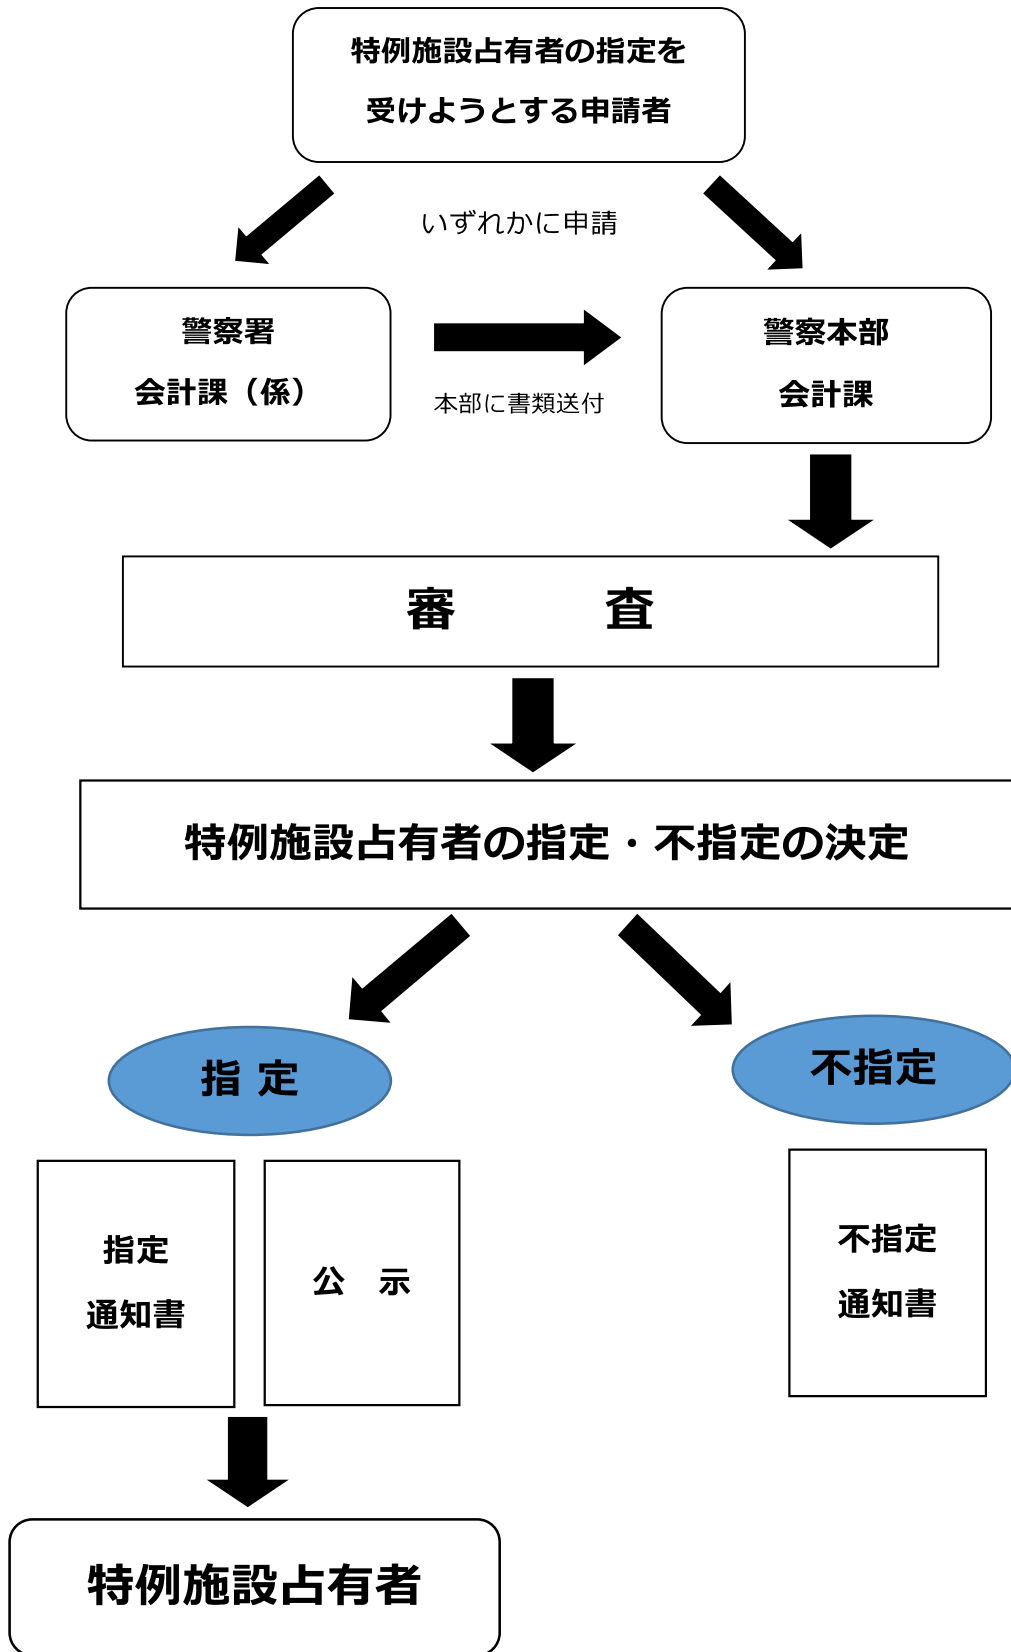 特例施設占有者の指定を
受けようとする申請者
いずれかに申請
警察署
会計課（係）
本部に書類送付
警察本部
会計課
審　　　査
特例施設占有者の指定・不指定の決定
指 定
不指定
指定
通知書
公　示
不指定
通知書
特例施設占有者